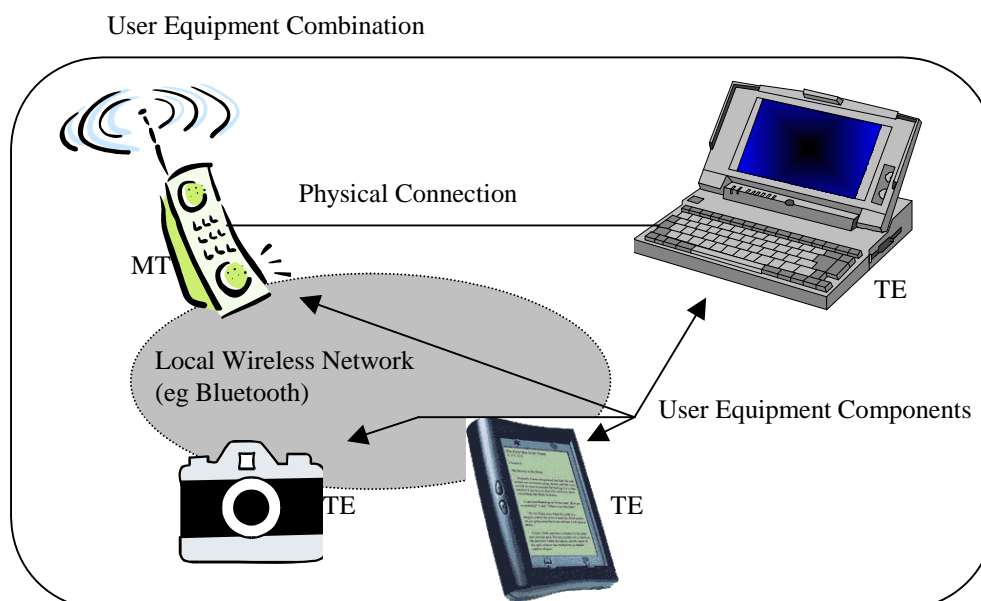 User Equipment Combination
Physical Connection
MT
TE
Local Wireless Network
(eg Bluetooth)
User Equipment Components
TE
TE